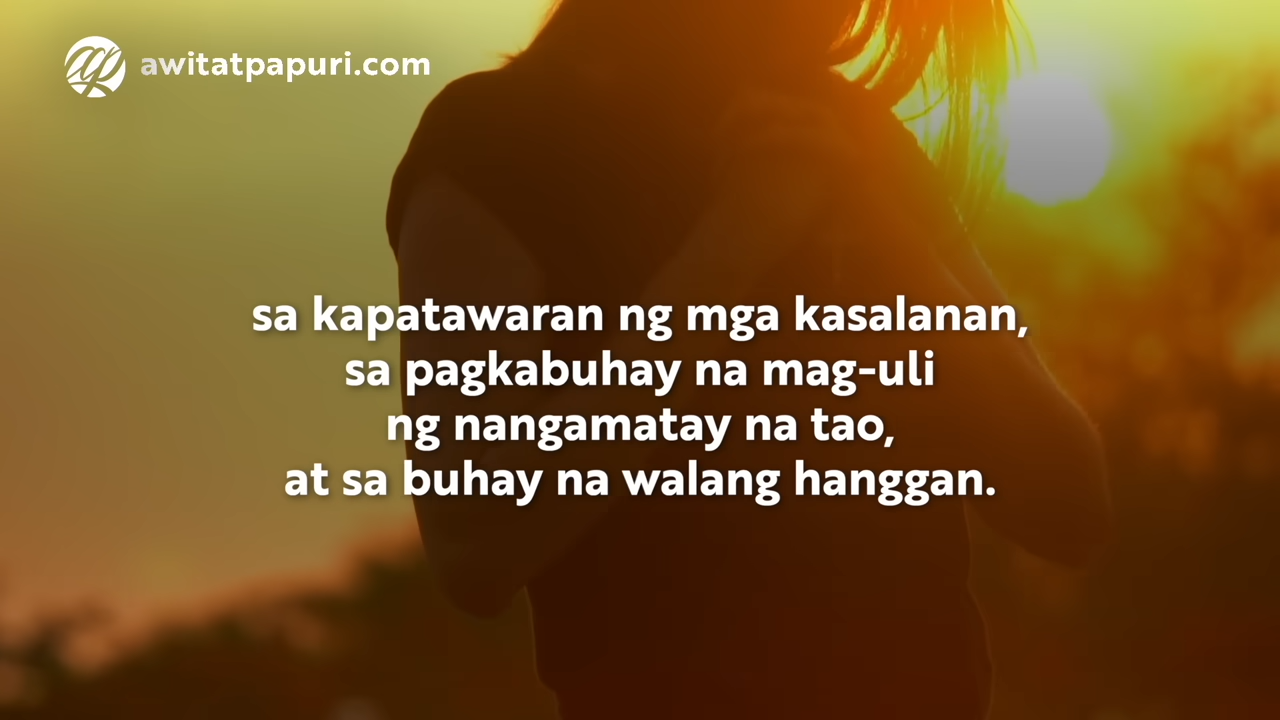 awitatpapuri.com
sa kapatawaran ng mga kasalanan,
sa pagkabuhay na mag-uli
ng nangamatay na tao,
at sa buhay na walang hanggan.